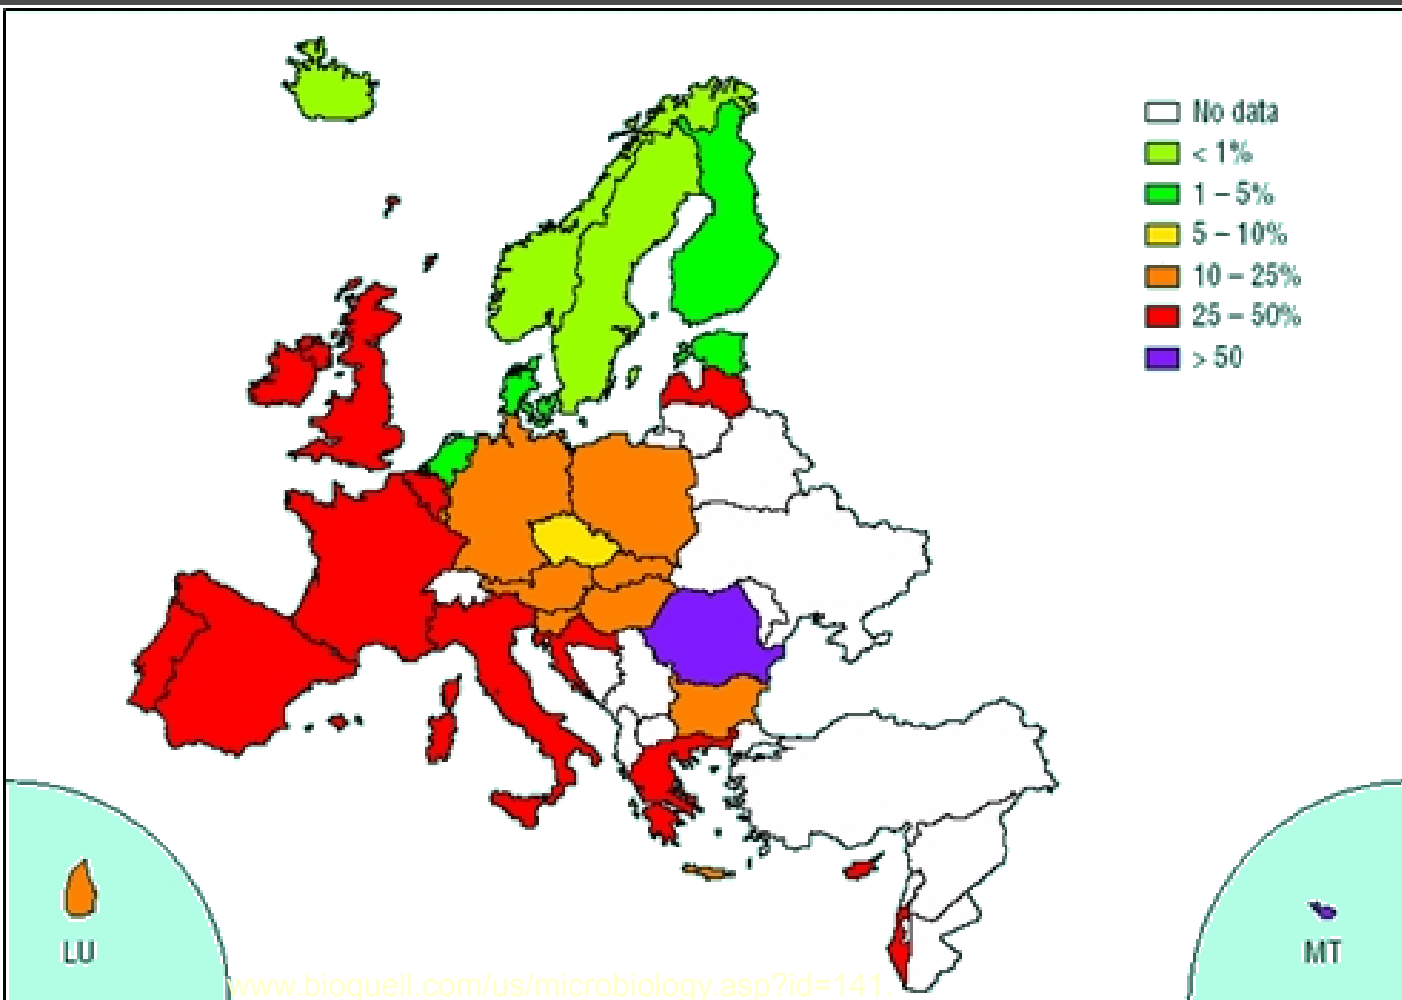 No data
< 1%
1 – 5%
5 – 10%
10 – 25%
25 – 50%
> 50
LU
MT
www.bioquell.com/us/microbiology.asp?id=141.